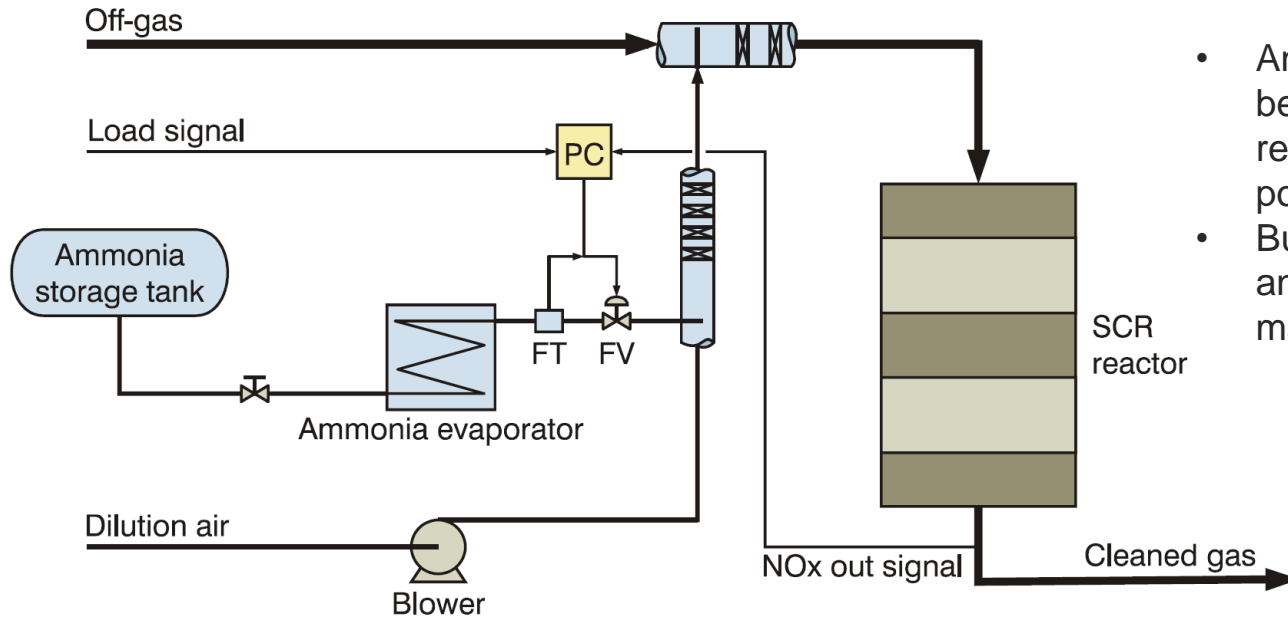 Off-gas
Load signal
PC
Ammonia
storage tank
FT
FV
SCR
reactor
Ammonia evaporator
Dilution air
Blower
NOx out signal
Cleaned gas